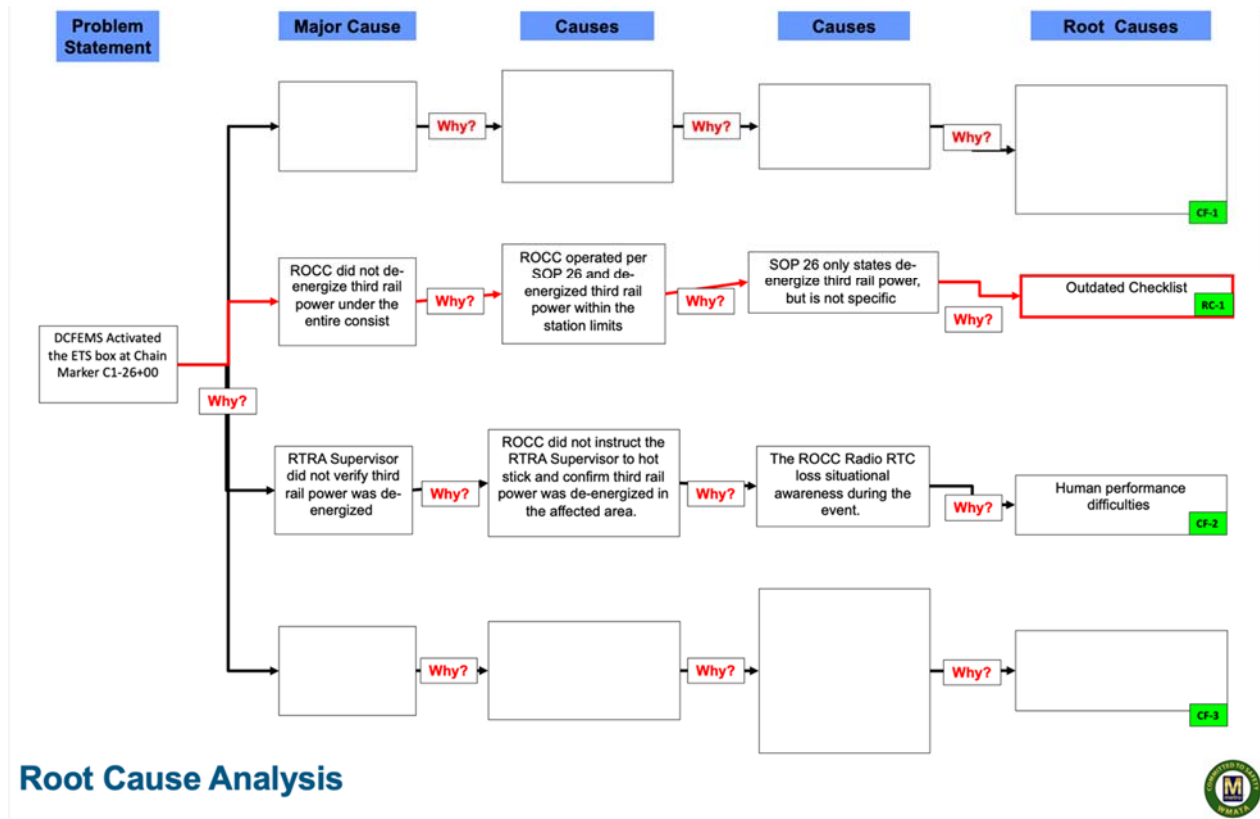 Problem
Statement
Major Cause
Causes
Causes
Root Causes
Why?
Why?
Why?
CF-1
ROCC did not de-
energize third rail
power under the
entire consist
Why?
ROCC operated per
SOP 26 and de-
energized third rail
power within the
station limits
Why?
SOP 26 only states de-
energize third rail power,
but is not specific
Why?
Outdated Checklist
RC-1
DCFEMS Activated
the ETS box at Chain
Marker C1-26+00
Why?
RTRA Supervisor
did not verify third
rail power was de-
energized
Why?
ROCC did not instruct the
RTRA Supervisor to hot
stick and confirm third rail
power was de-energized in
the affected area.
Why?
The ROCC Radio RTC
loss situational
awareness during the
event.
Why?
Human performance
difficulties
CF-2
Why?
Why?
Why?
CF-3
Root Cause Analysis
COMMITTED TO SAFETY
M
metro
WMATA